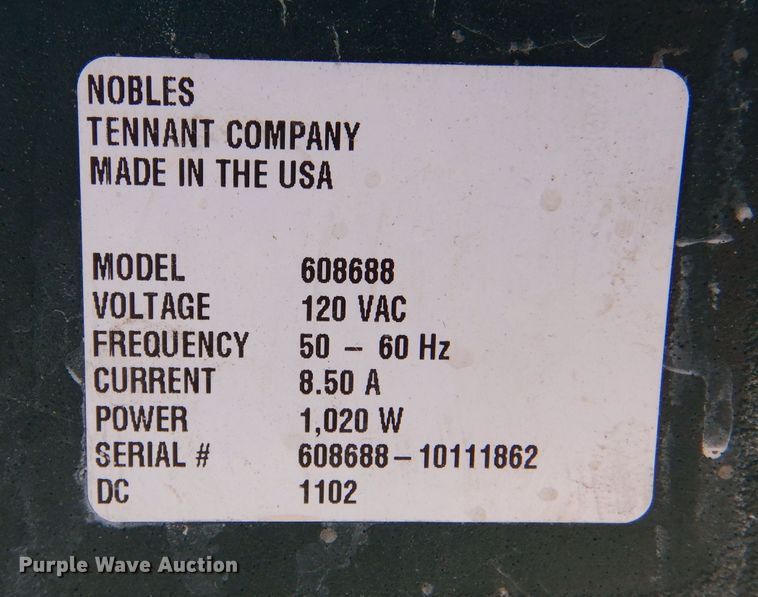 NOBLES
TENNANT COMPANY
MADE IN THE USA
MODEL 608688
VOLTAGE 120 VAC
FREQUENCY 50 – 60 Hz
CURRENT 8.50 A
POWER 1,020 W
SERIAL # 608688–10111862
DC 1102
Purple Wave Auction